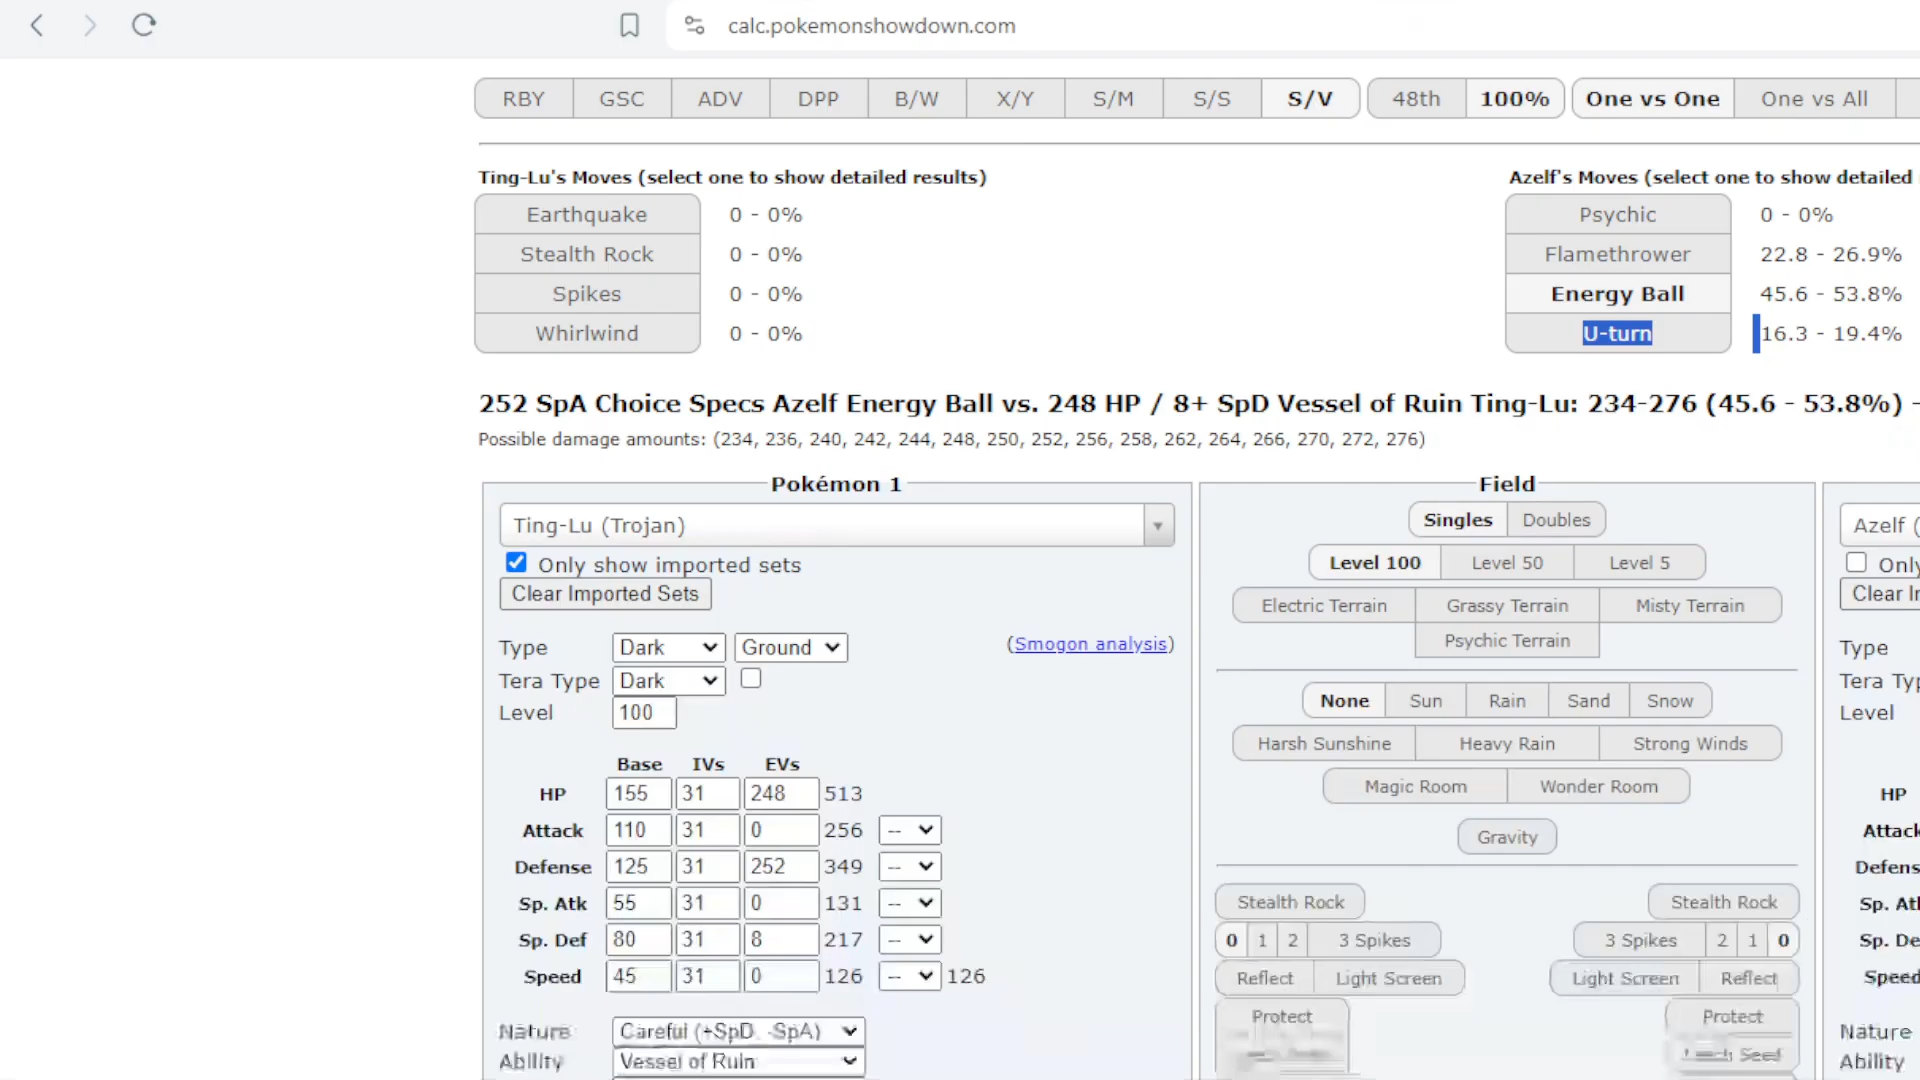 calc.pokemonshowdown.com
RBY GSC ADV DPP B/W X/Y S/M S/S S/V 48th 100% One vs One One vs All
Ting-Lu's Moves (select one to show detailed results)
Earthquake 0 - 0%
Stealth Rock 0 - 0%
Spikes 0 - 0%
Whirlwind 0 - 0%
Azelf's Moves (select one to show detailed
Psychic 0 - 0%
Flamethrower 22.8 - 26.9%
Energy Ball 45.6 - 53.8%
U-turn 16.3 - 19.4%
252 SpA Choice Specs Azelf Energy Ball vs. 248 HP / 8+ SpD Vessel of Ruin Ting-Lu: 234-276 (45.6 - 53.8%) -
Possible damage amounts: (234, 236, 240, 242, 244, 248, 250, 252, 256, 258, 262, 264, 266, 270, 272, 276)
Pokémon 1
Ting-Lu (Trojan)
Only show imported sets
Clear Imported Sets
(Smogon analysis)
Type Dark Ground
Tera Type Dark
Level 100
Base IVs EVs
HP 155 31 248 513
Attack 110 31 0 256 --
Defense 125 31 252 349 --
Sp. Atk 55 31 0 131 --
Sp. Def 80 31 8 217 --
Speed 45 31 0 126 -- 126
Nature Careful (+SpD, -SpA)
Ability Vessel of Ruin
Field
Singles Doubles
Level 100 Level 50 Level 5
Electric Terrain Grassy Terrain Misty Terrain
Psychic Terrain
None Sun Rain Sand Snow
Harsh Sunshine Heavy Rain Strong Winds
Magic Room Wonder Room
Gravity
Stealth Rock Stealth Rock
0 1 2 3 Spikes 3 Spikes 2 1 0
Reflect Light Screen Light Screen Reflect
Protect Protect
Leech Seed
Azelf (
Only
Clear I
Type
Tera Typ
Level
HP
Attack
Defens
Sp. At
Sp. De
Speed
Nature
Ability